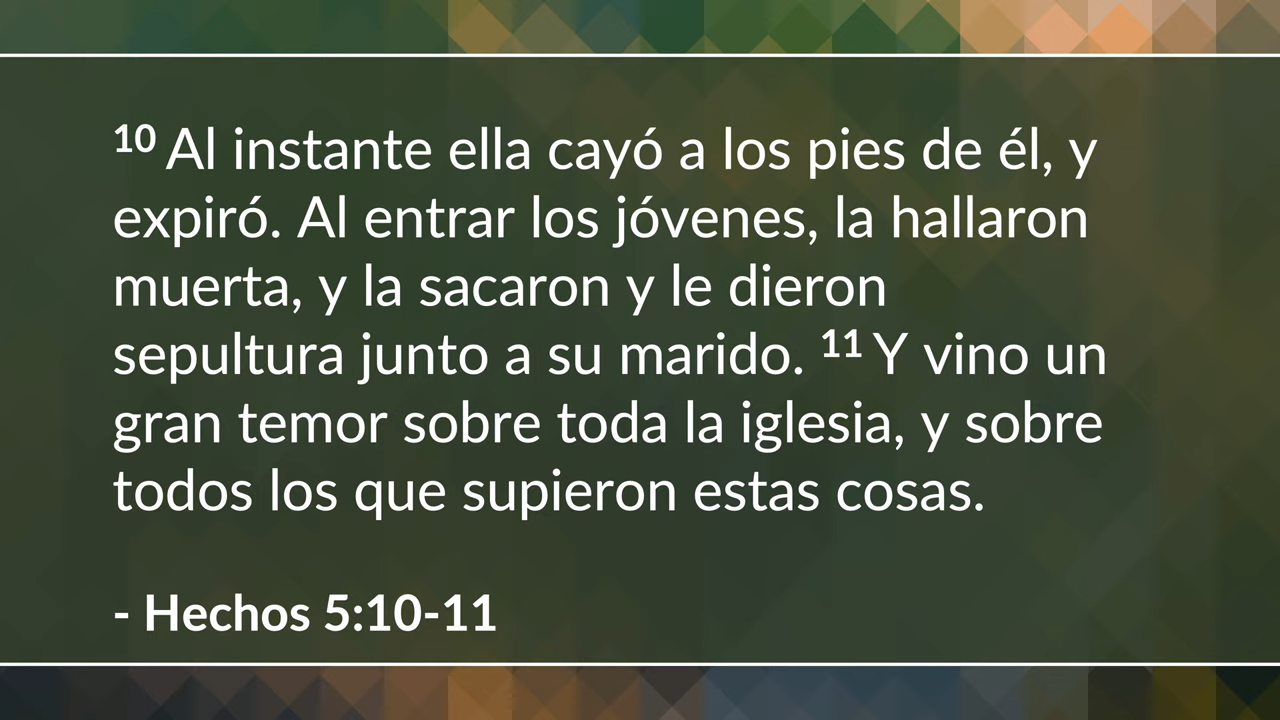 10 Al instante ella cayó a los pies de él, y
expiró. Al entrar los jóvenes, la hallaron
muerta, y la sacaron y le dieron
sepultura junto a su marido. 11 Y vino un
gran temor sobre toda la iglesia, y sobre
todos los que supieron estas cosas.
- Hechos 5:10-11